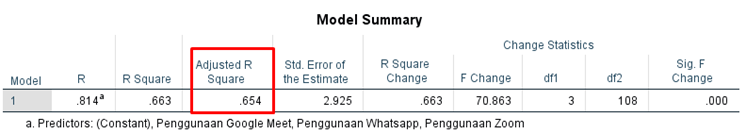 Model Summary
Change Statistics
Model R R Square Adjusted R Square Std. Error of the Estimate R Square Change F Change df1 df2 Sig. F Change
1 .814a .663 .654 2.925 .663 70.863 3 108 .000
a. Predictors: (Constant), Penggunaan Google Meet, Penggunaan Whatsapp, Penggunaan Zoom